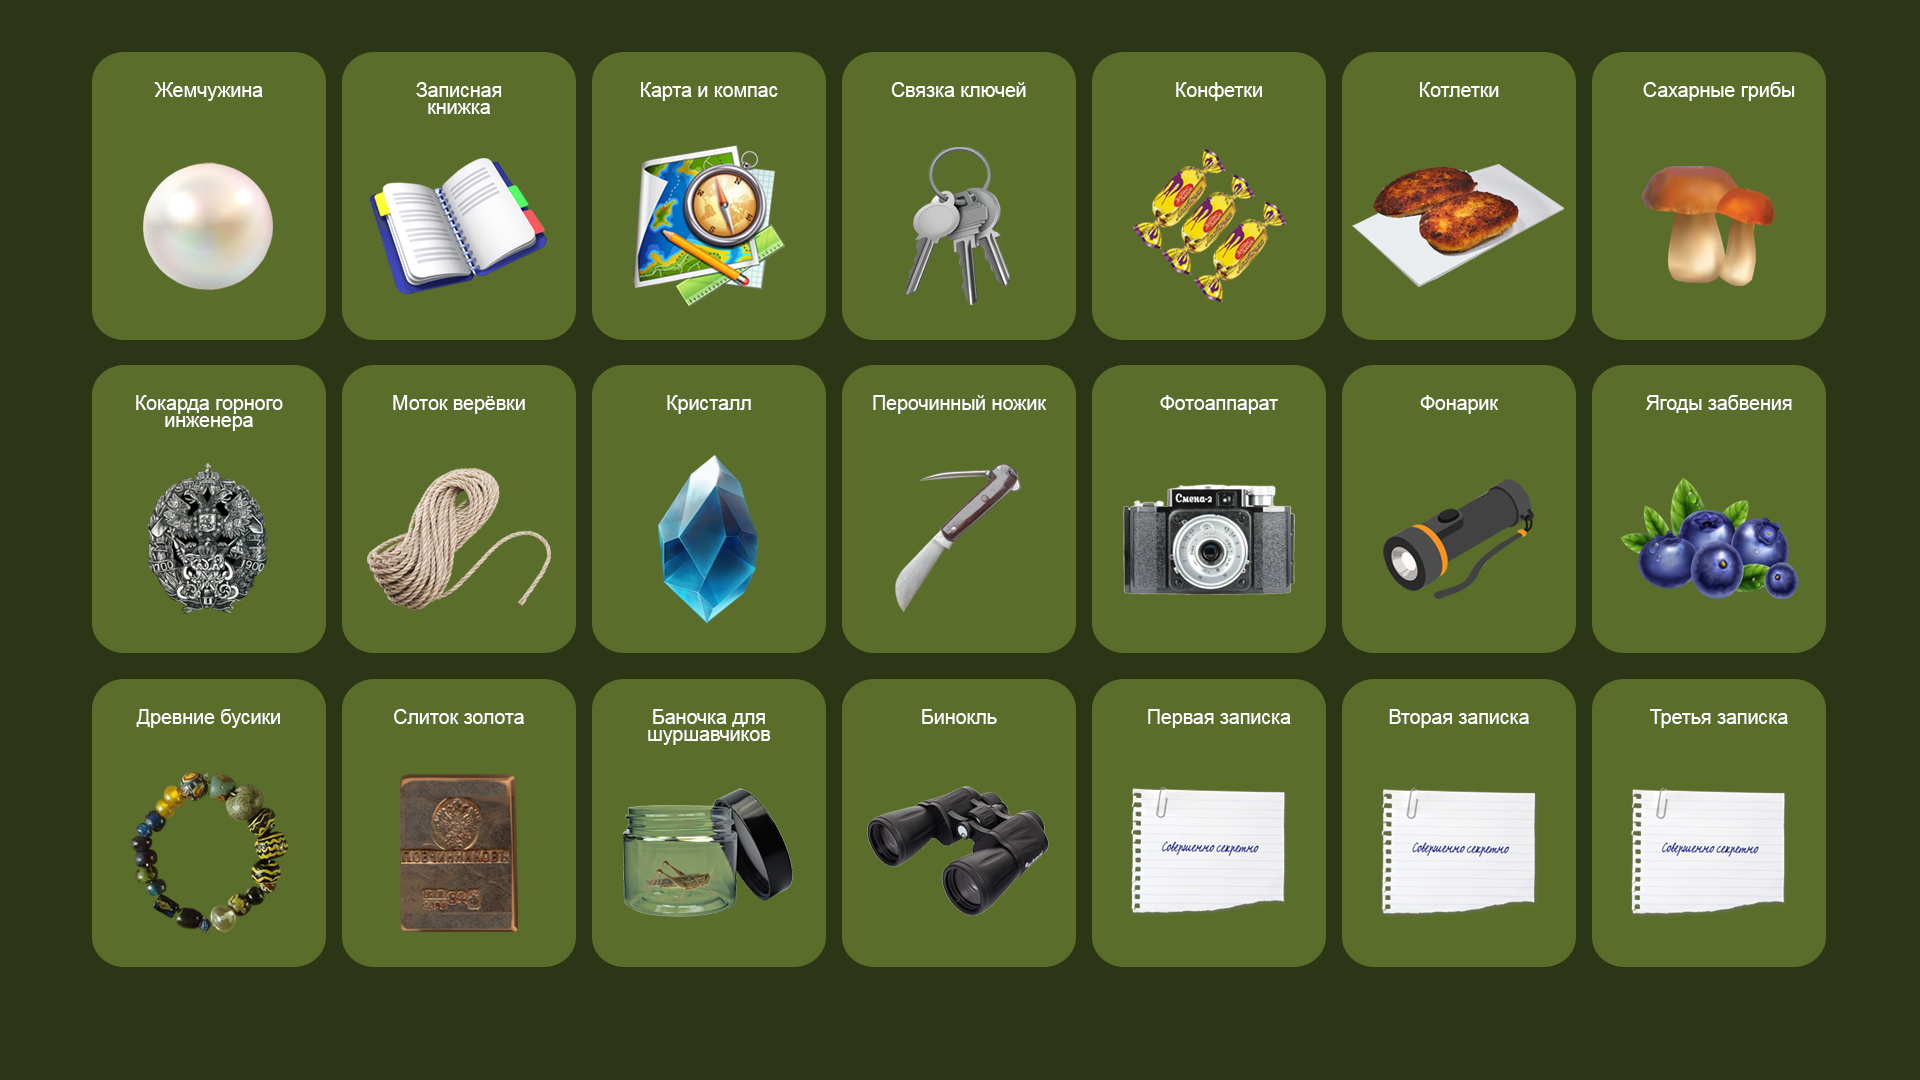 Жемчужина
Записная
книжка
Карта и компас
Связка ключей
Конфетки
Котлетки
Сахарные грибы
Кокарда горного
инженера
Моток верёвки
Кристалл
Перочинный ножик
Фотоаппарат
Фонарик
Ягоды забвения
1900
Смена-2
Древние бусики
Слиток золота
Баночка для
шуршавчиков
Бинокль
Первая записка
Вторая записка
Третья записка
Совершенно секретно
Совершенно секретно
Совершенно секретно